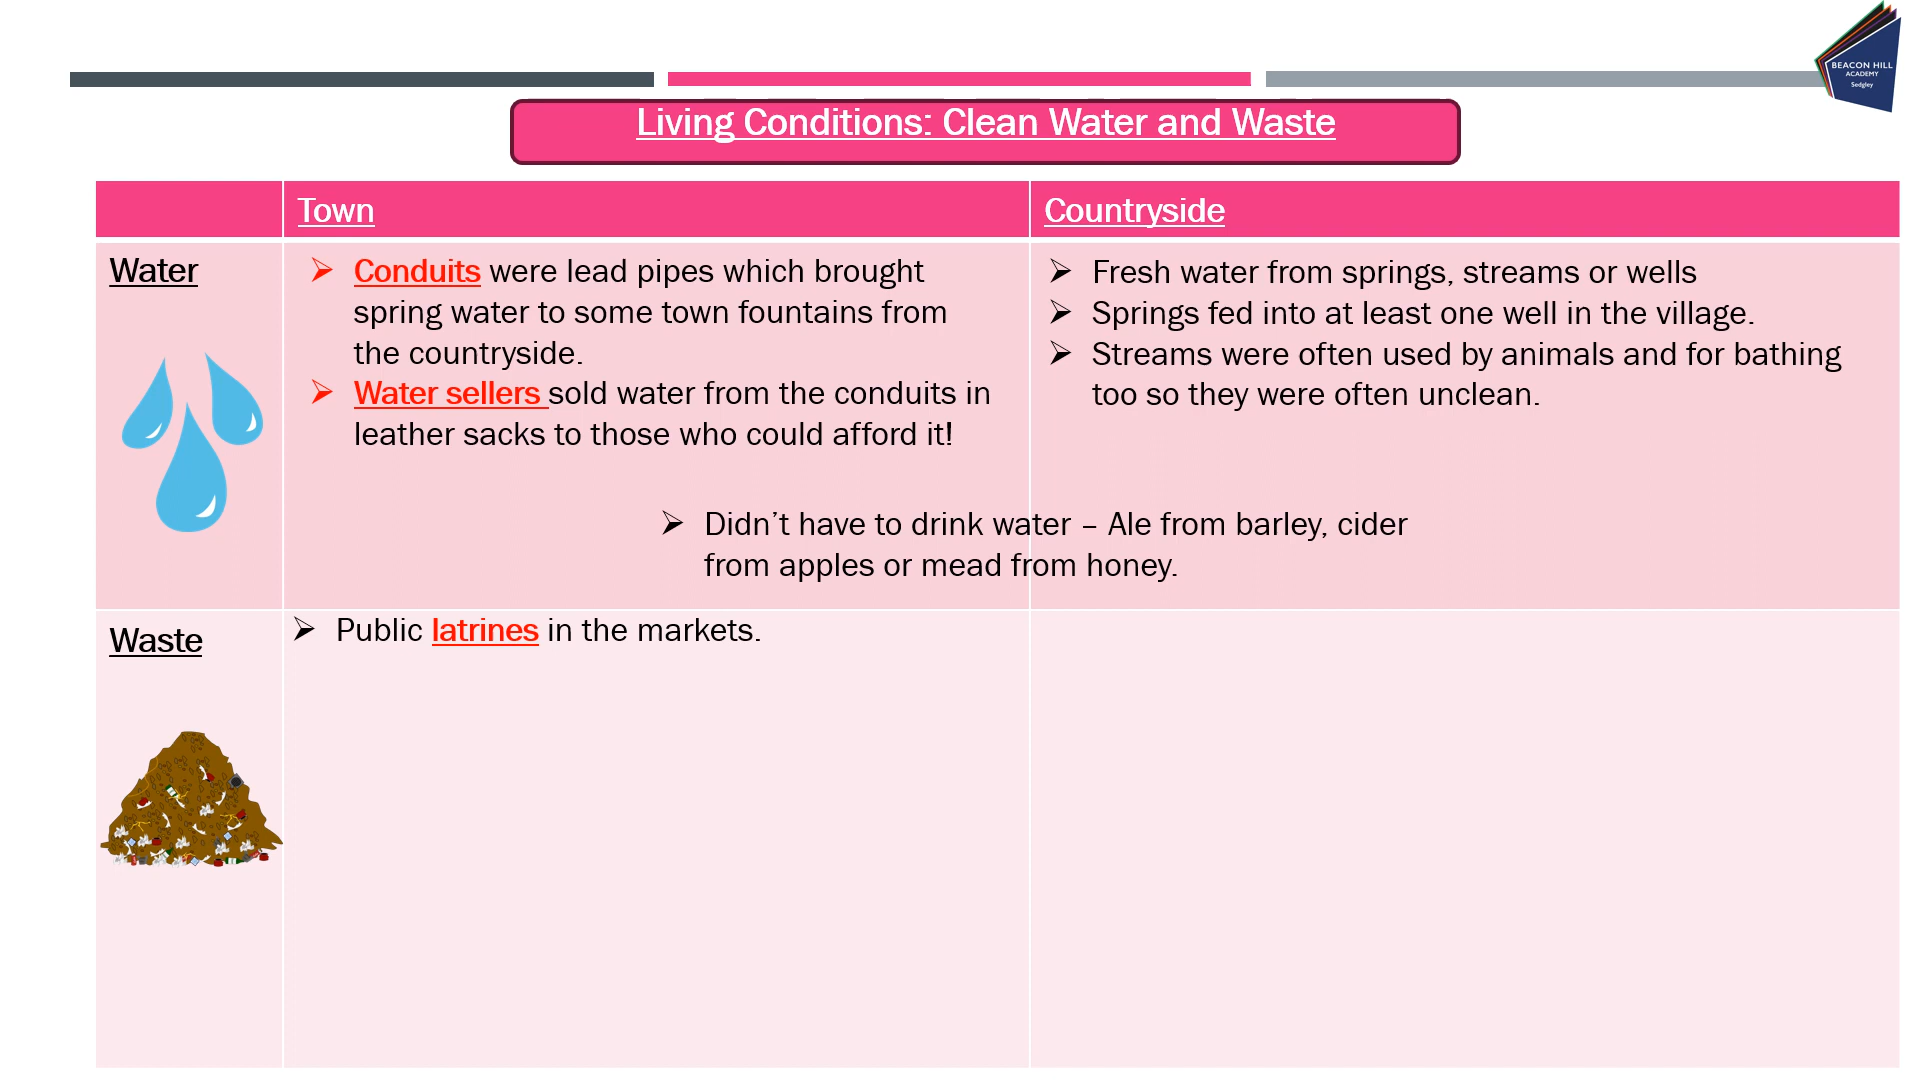 BEACON HILL
ACADEMY
Sedgley
Living Conditions: Clean Water and Waste
Town
Countryside
Water
➢ Conduits were lead pipes which brought
spring water to some town fountains from
the countryside.
➢ Water sellers sold water from the conduits in
leather sacks to those who could afford it!
➢ Fresh water from springs, streams or wells
➢ Springs fed into at least one well in the village.
➢ Streams were often used by animals and for bathing
too so they were often unclean.
➢ Didn’t have to drink water – Ale from barley, cider
from apples or mead from honey.
Waste
➢ Public latrines in the markets.